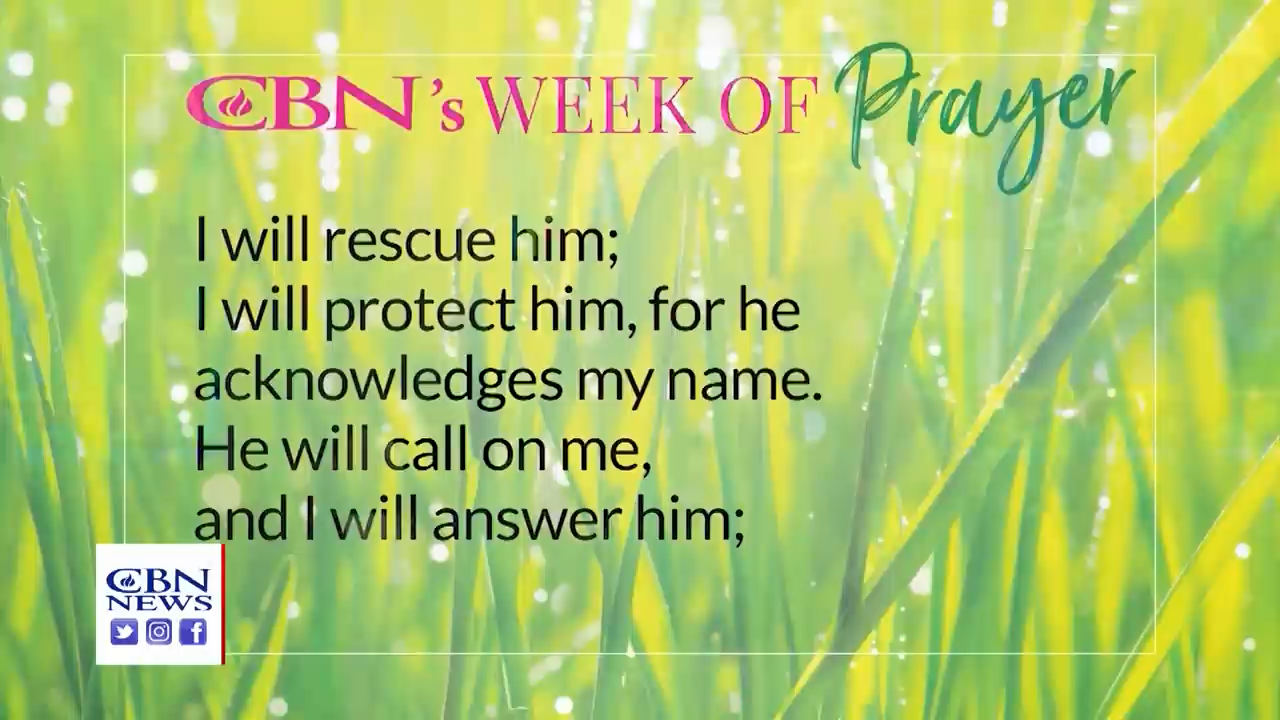 CBN's WEEK OF Prayer
I will rescue him;
I will protect him, for he
acknowledges my name.
He will call on me,
and I will answer him;
CBN
NEWS